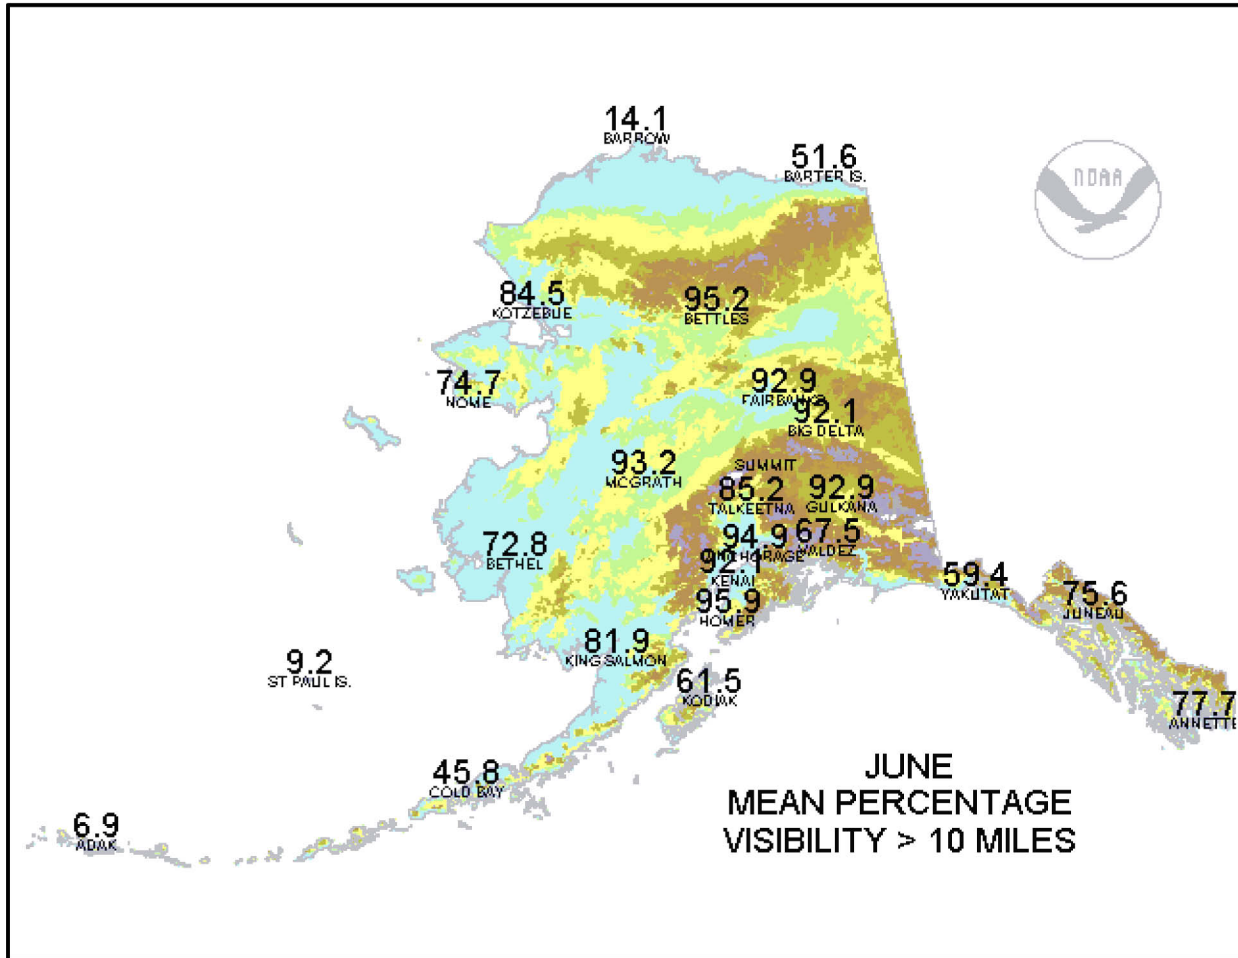 14.1
BARROW
51.6
BARTER IS.
NOAA
84.5
KOTZEBUE
95.2
BETTLES
74.7
NOME
92.9
FAIRBANKS
92.1
BIG DELTA
93.2
MCGRATH
SUMMIT
85.2
TALKEETNA
92.9
GULKANA
72.8
BETHEL
94.9
ANCHORAGE
67.5
VALDEZ
92.1
KENAI
59.4
YAKUTAT
75.6
JUNEAU
95.9
HOMER
81.9
KING SALMON
9.2
ST PAUL IS.
61.5
KODIAK
77.7
ANNETTE
45.8
COLD BAY
6.9
ADAK
JUNE
MEAN PERCENTAGE
VISIBILITY > 10 MILES